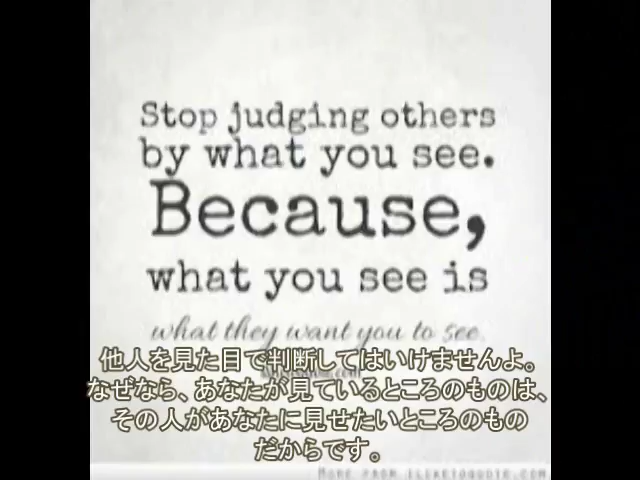 Stop judging others
by what you see.
Because,
what you see is
what they want you to see.
他人を見た目で判断してはいけませんよ。
なぜなら、あなたが見ているところのものは、
その人があなたに見せたいところのもの
だからです。
MORE FROM ILIKETOQUOTE.COM